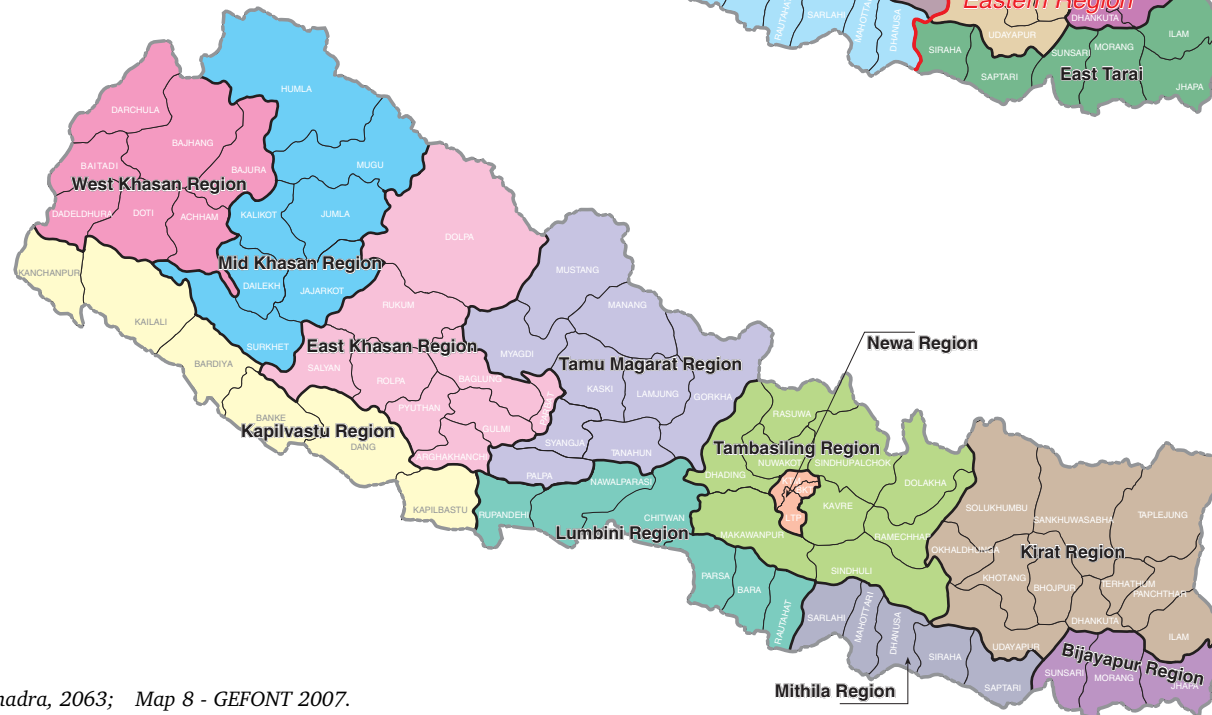 Eastern Region
RAUTAHAT
SARLAHI
MAHOTTARI
DHANUSA
SIRAHA
UDAYAPUR
SAPTARI
DHANKUTA
SUNSARI
MORANG
ILAM
East Tarai
JHAPA
HUMLA
DARCHULA
BAJHANG
MUGU
BAITADI
BAJURA
West Khasan Region
DADELDHURA
DOTI
ACHHAM
KALIKOT
JUMLA
DOLPA
KANCHANPUR
Mid Khasan Region
DAILEKH
JAJARKOT
MUSTANG
RUKUM
MANANG
KAILALI
SURKHET
East Khasan Region
MYAGDI
Newa Region
BARDIYA
SALYAN
ROLPA
BAGLUNG
Tamu Magarat Region
KASKI
LAMJUNG
GORKHA
PYUTHAN
PARBAT
BANKE
GULMI
RASUWA
Kapilvastu Region
DANG
SYANGJA
TANAHUN
Tambasiling Region
ARGHAKHANCHI
NUWAKOT
SINDHUPALCHOK
PALPA
NAWALPARASI
DHADING
DOLAKHA
KAPILBASTU
RUPANDEHI
CHITWAN
LTP
KAVRE
SOLUKHUMBU
SANKHUWASABHA
TAPLEJUNG
Lumbini Region
MAKAWANPUR
RAMECHHAP
OKHALDHUNGA
Kirat Region
PARSA
BARA
SINDHULI
KHOTANG
BHOJPUR
TERHATHUM
PANCHTHAR
RAUTAHAT
SARLAHI
MAHOTTARI
DHANUSA
DHANKUTA
ILAM
SIRAHA
UDAYAPUR
Bijayapur Region
SUNSARI
MORANG
JHAPA
SAPTARI
Mithila Region
nadra, 2063; Map 8 - GEFONT 2007.